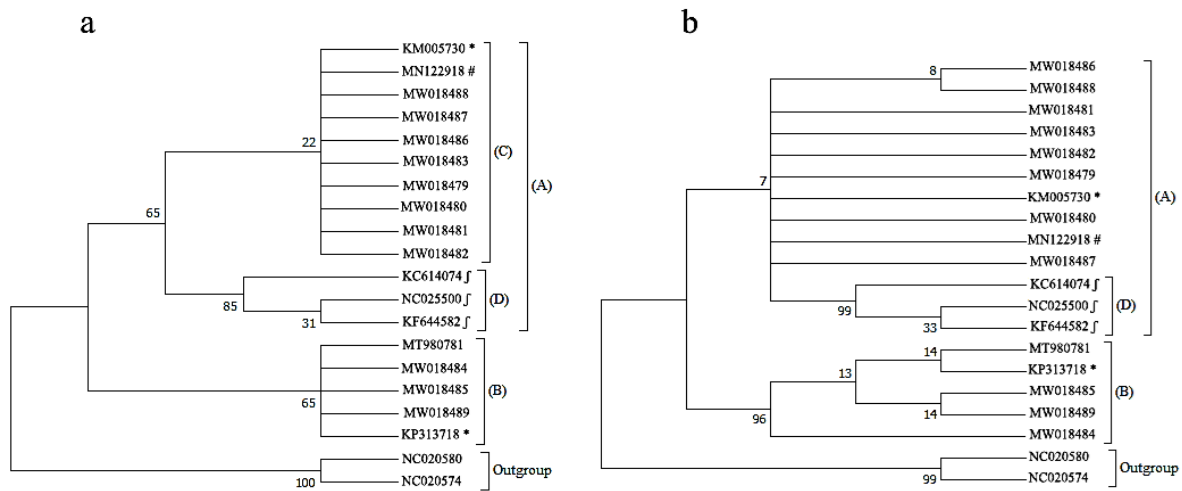 a
KM005730 *
MN122918 #
MW018488
MW018487
MW018486
MW018483
MW018479
MW018480
MW018481
MW018482
KC614074 ∫
NC025500 ∫
KF644582 ∫
MT980781
MW018484
MW018485
MW018489
KP313718 *
NC020580
NC020574
22
65
85
31
65
100
(C)
(A)
(D)
(B)
Outgroup
b
MW018486
MW018488
MW018481
MW018483
MW018482
MW018479
KM005730 *
MW018480
MN122918 #
MW018487
KC614074 ∫
NC025500 ∫
KF644582 ∫
MT980781
KP313718 *
MW018485
MW018489
MW018484
NC020580
NC020574
8
7
99
33
14
13
14
96
99
(A)
(D)
(B)
Outgroup